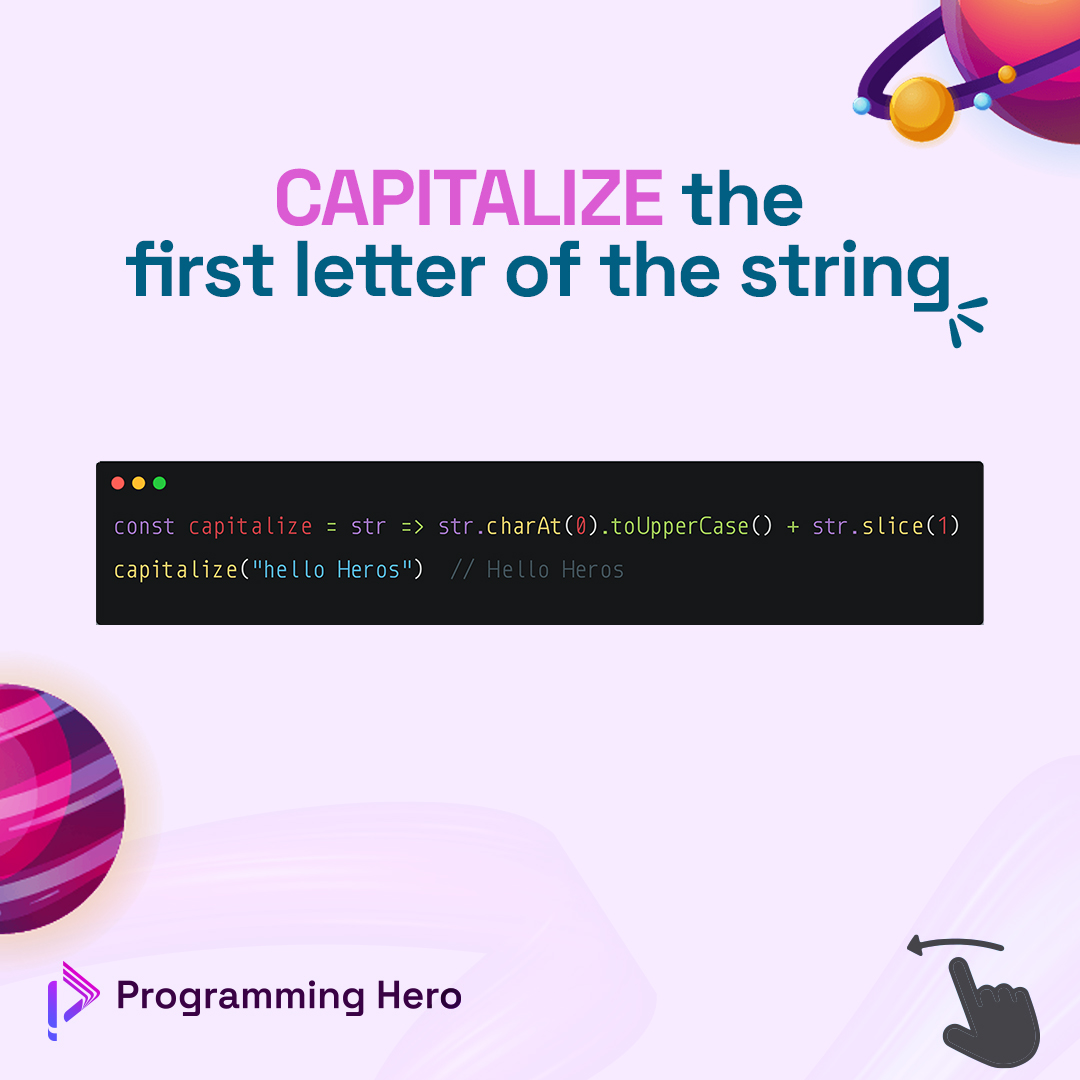 CAPITALIZE the
first letter of the string
const capitalize = str => str.charAt(0).toUpperCase() + str.slice(1)
capitalize("hello Heros")  // Hello Heros
Programming Hero